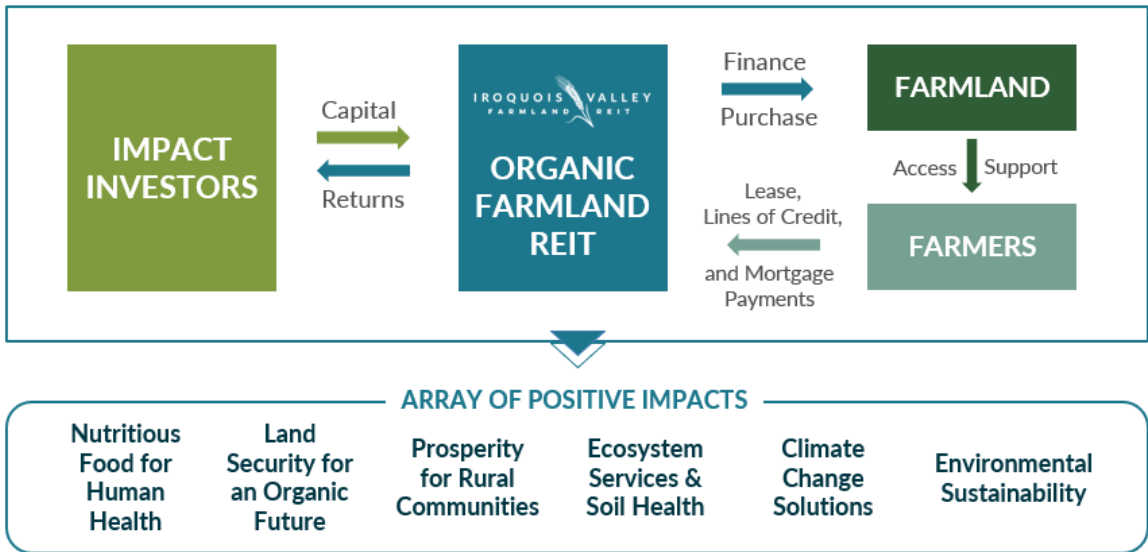 IMPACT
INVESTORS
Capital
Returns
IROQUOIS VALLEY
FARMLAND REIT
ORGANIC
FARMLAND
REIT
Finance
Purchase
FARMLAND
Access Support
FARMERS
Lease,
Lines of Credit,
and Mortgage
Payments
ARRAY OF POSITIVE IMPACTS
Nutritious
Food for
Human
Health
Land
Security for
an Organic
Future
Prosperity
for Rural
Communities
Ecosystem
Services &
Soil Health
Climate
Change
Solutions
Environmental
Sustainability